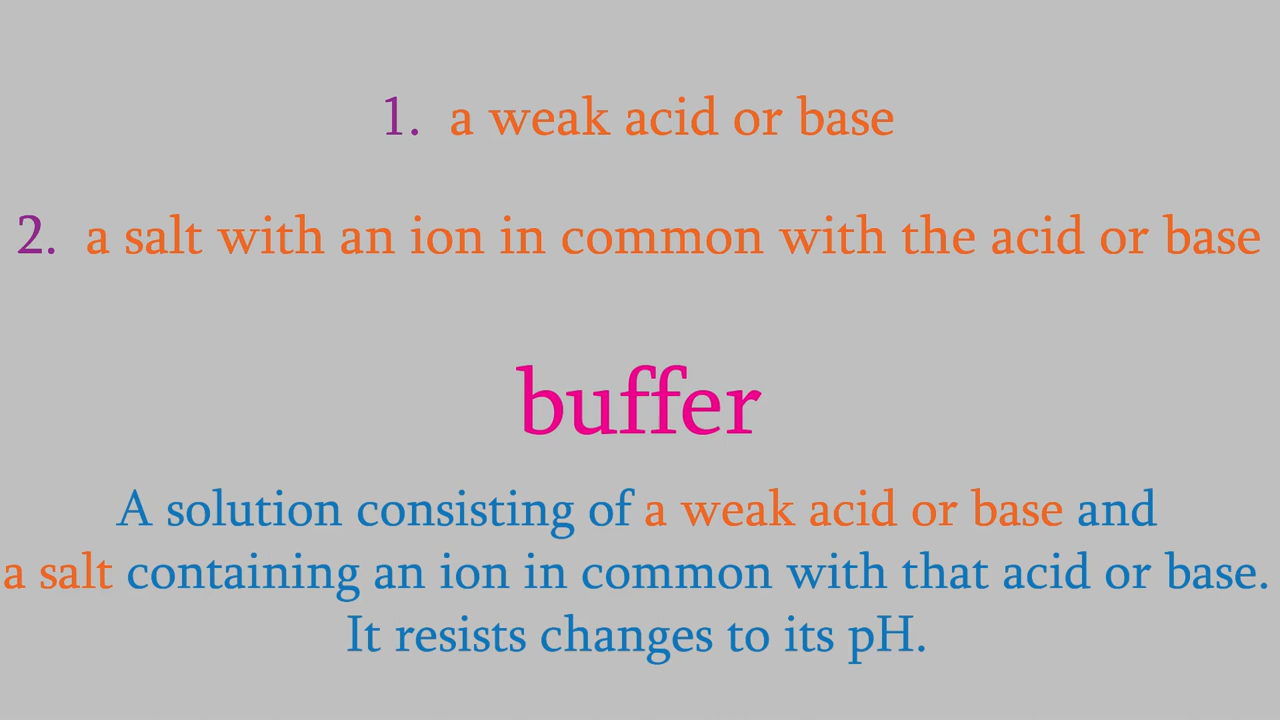 1. a weak acid or base
2. a salt with an ion in common with the acid or base
buffer
A solution consisting of a weak acid or base and
a salt containing an ion in common with that acid or base.
It resists changes to its pH.